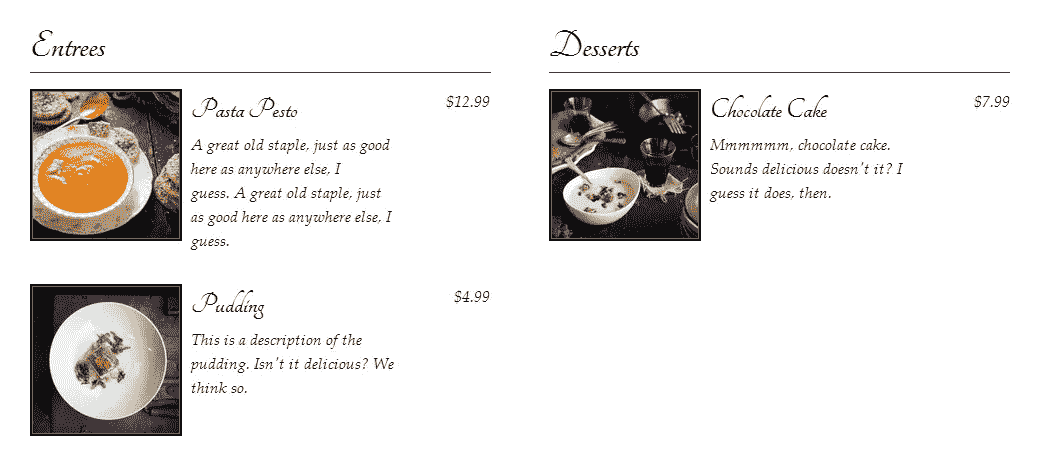 Entrees
Pasta Pesto
$12.99
A great old staple, just as good
here as anywhere else, I
guess. A great old staple, just
as good here as anywhere else, I
guess.
Pudding
$4.99
This is a description of the
pudding. Isn't it delicious? We
think so.
Desserts
Chocolate Cake
$7.99
Mmmmmm, chocolate cake.
Sounds delicious doesn't it? I
guess it does, then.